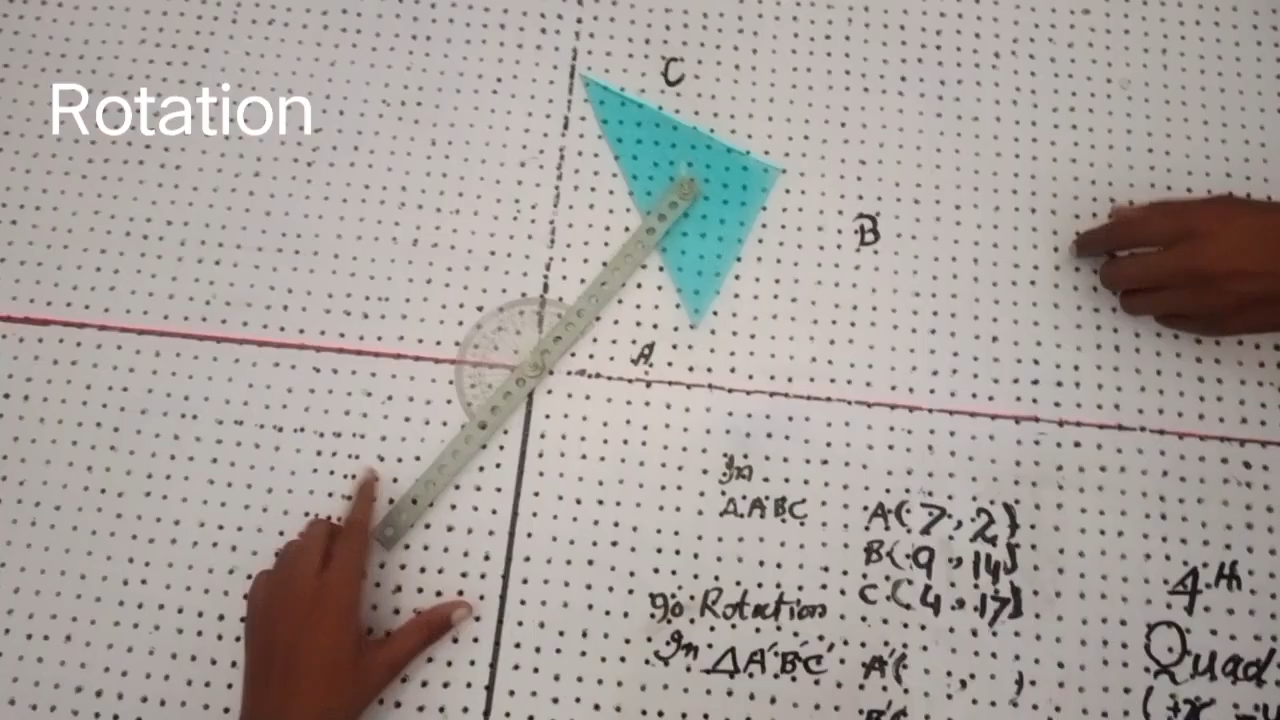 Rotation
C
B
A
In
ΔABC A(7,2)
B(9,14)
C(4,17)
90 Rotation
In ΔA'B'C' A'( , )
B'(
4th
Quad
(+x -y